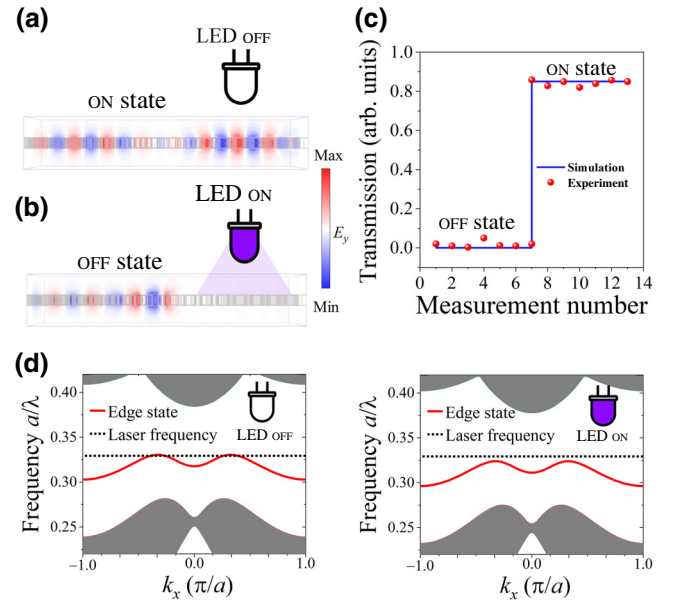 (a)
LED OFF
ON state
Max
E_y
Min
(b)
LED ON
OFF state
(c)
Transmission (arb. units)
1.0
0.8
0.6
0.4
0.2
0.0
ON state
Simulation
Experiment
OFF state
0 2 4 6 8 10 12 14
Measurement number
(d)
Frequency a/λ
0.40
0.35
0.30
0.25
Edge state
Laser frequency
LED OFF
−1.0 0.0 1.0
k_x (π/a)
Frequency a/λ
0.40
0.35
0.30
0.25
Edge state
Laser frequency
LED ON
−1.0 0.0 1.0
k_x (π/a)